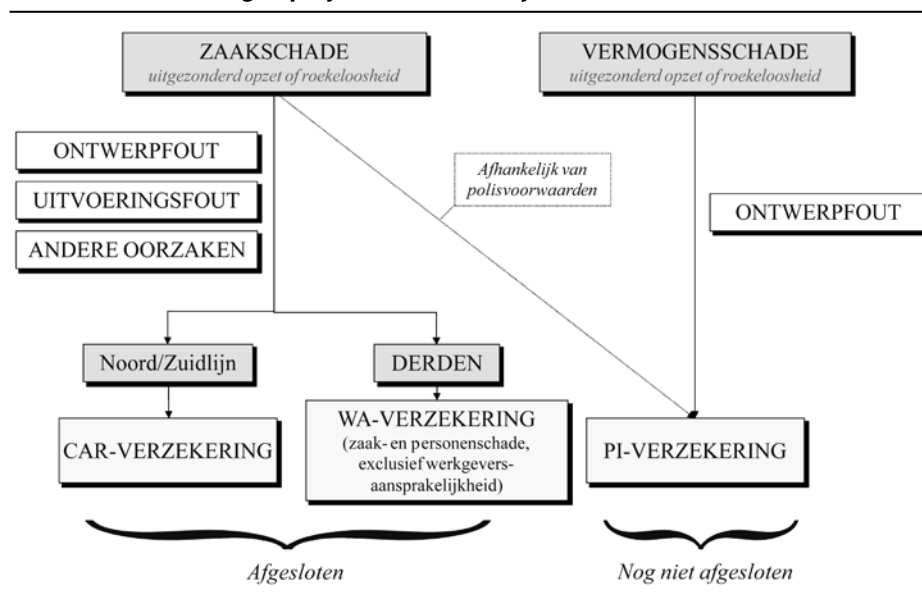 ZAAKSCHADE
uitgezonderd opzet of roekeloosheid
VERMOGENSSCHADE
uitgezonderd opzet of roekeloosheid
ONTWERPFOUT
UITVOERINGSFOUT
ANDERE OORZAKEN
Afhankelijk van
polisvoorwaarden
ONTWERPFOUT
Noord/Zuidlijn
DERDEN
CAR-VERZEKERING
WA-VERZEKERING
(zaak- en personenschade,
exclusief werkgevers-
aansprakelijkheid)
PI-VERZEKERING
Afgesloten
Nog niet afgesloten